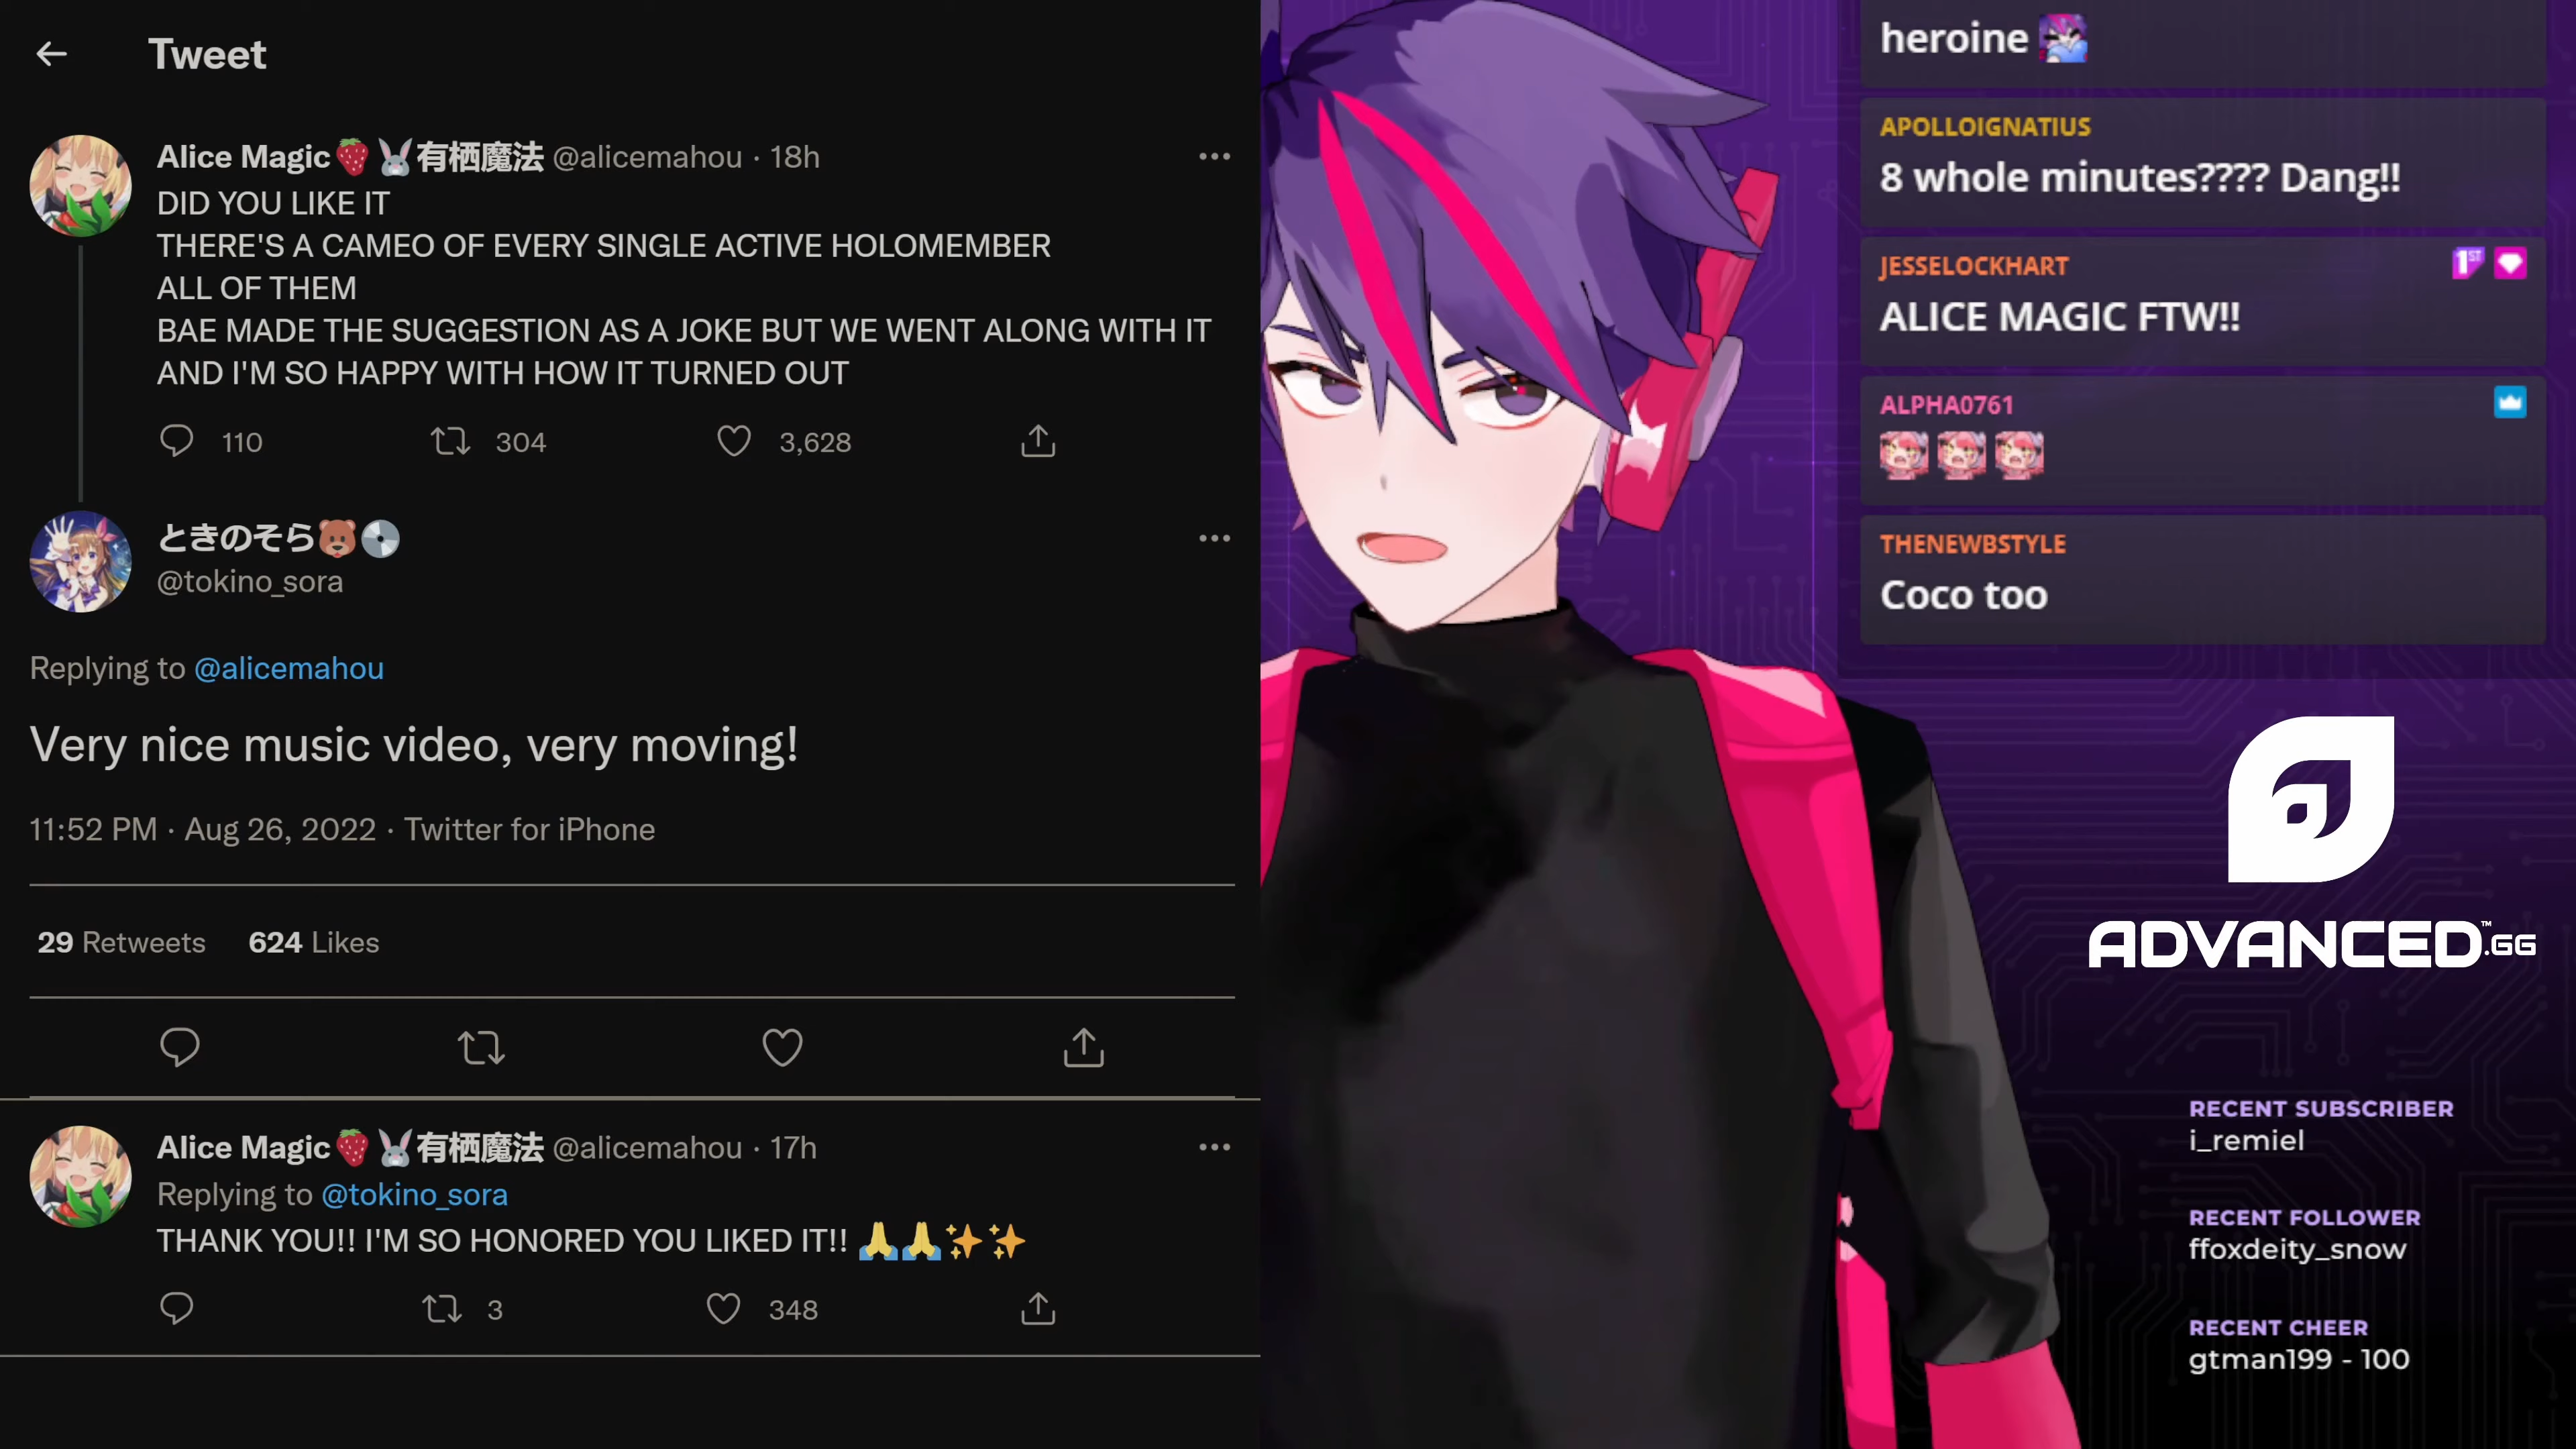 Tweet
Alice Magic🍓🐰有栖魔法 @alicemahou · 18h
DID YOU LIKE IT
THERE'S A CAMEO OF EVERY SINGLE ACTIVE HOLOMEMBER
ALL OF THEM
BAE MADE THE SUGGESTION AS A JOKE BUT WE WENT ALONG WITH IT
AND I'M SO HAPPY WITH HOW IT TURNED OUT
110 304 3,628
ときのそら🐻💿
@tokino_sora
Replying to @alicemahou
Very nice music video, very moving!
11:52 PM · Aug 26, 2022 · Twitter for iPhone
29 Retweets 624 Likes
Alice Magic🍓🐰有栖魔法 @alicemahou · 17h
Replying to @tokino_sora
THANK YOU!! I'M SO HONORED YOU LIKED IT!! 🙏🙏✨✨
3 348
heroine
APOLLOIGNATIUS
8 whole minutes???? Dang!!
JESSELOCKHART 1ST
ALICE MAGIC FTW!!
ALPHA0761
THENEWBSTYLE
Coco too
ADVANCED™.GG
RECENT SUBSCRIBER
i_remiel
RECENT FOLLOWER
ffoxdeity_snow
RECENT CHEER
gtman199 - 100